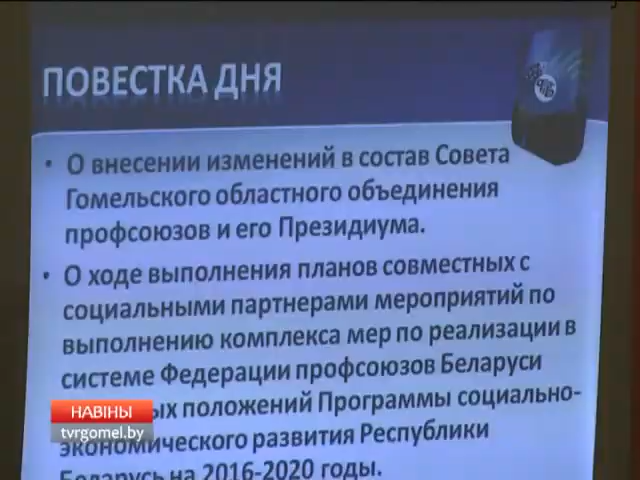 ПОВЕСТКА ДНЯ
• О внесении изменений в состав Совета
Гомельского областного объединения
профсоюзов и его Президиума.
• О ходе выполнения планов совместных с
социальными партнерами мероприятий по
выполнению комплекса мер по реализации в
системе Федерации профсоюзов Беларуси
ых положений Программы социально-
экономического развития Республики
Беларусь на 2016-2020 годы.
НАВІНЫ
tvrgomel.by